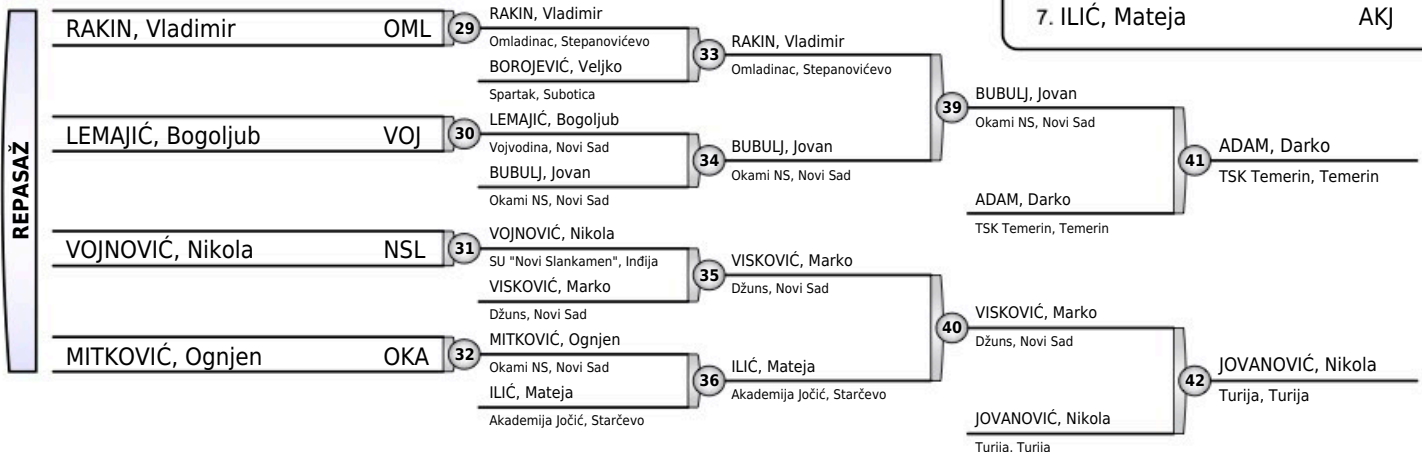 7. ILIĆ, Mateja AKJ
REPASAŽ
RAKIN, Vladimir OML
29
RAKIN, Vladimir
Omladinac, Stepanovićevo
BOROJEVIĆ, Veljko
Spartak, Subotica
33
RAKIN, Vladimir
Omladinac, Stepanovićevo
LEMAJIĆ, Bogoljub VOJ
30
LEMAJIĆ, Bogoljub
Vojvodina, Novi Sad
BUBULJ, Jovan
Okami NS, Novi Sad
34
BUBULJ, Jovan
Okami NS, Novi Sad
39
BUBULJ, Jovan
Okami NS, Novi Sad
ADAM, Darko
TSK Temerin, Temerin
41
ADAM, Darko
TSK Temerin, Temerin
VOJNOVIĆ, Nikola NSL
31
VOJNOVIĆ, Nikola
SU "Novi Slankamen", Inđija
VISKOVIĆ, Marko
Džuns, Novi Sad
35
VISKOVIĆ, Marko
Džuns, Novi Sad
MITKOVIĆ, Ognjen OKA
32
MITKOVIĆ, Ognjen
Okami NS, Novi Sad
ILIĆ, Mateja
Akademija Jočić, Starčevo
36
ILIĆ, Mateja
Akademija Jočić, Starčevo
40
VISKOVIĆ, Marko
Džuns, Novi Sad
JOVANOVIĆ, Nikola
Turija, Turija
42
JOVANOVIĆ, Nikola
Turija, Turija